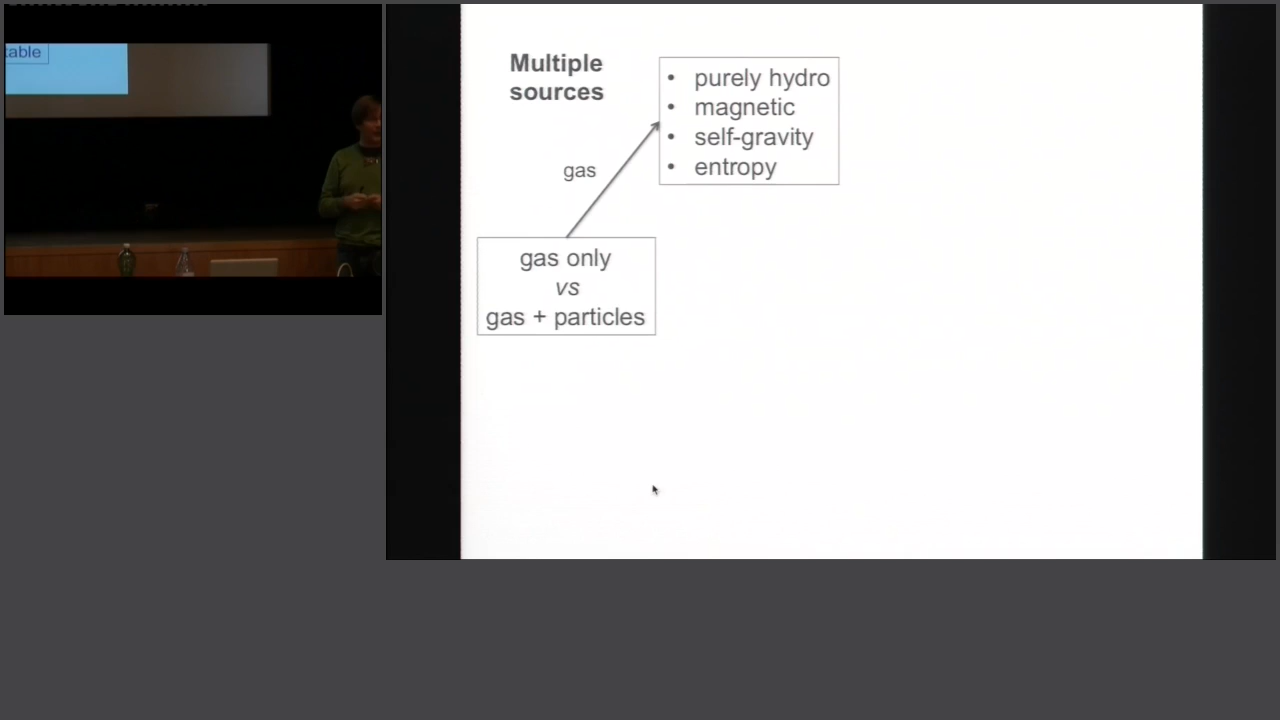 table
Multiple
sources
• purely hydro
• magnetic
• self-gravity
• entropy
gas
gas only
vs
gas + particles